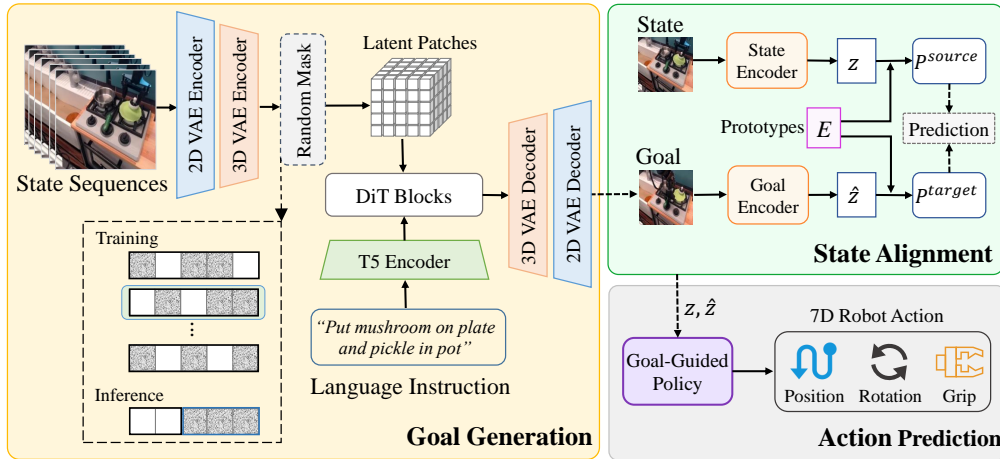 State Sequences
2D VAE Encoder
3D VAE Encoder
Random Mask
Latent Patches
DiT Blocks
T5 Encoder
3D VAE Decoder
2D VAE Decoder
Training
...
Inference
“Put mushroom on plate
and pickle in pot”
Language Instruction
Goal Generation
State
State
Encoder
z
P^source
Prototypes
E
Prediction
Goal
Goal
Encoder
ẑ
P^target
State Alignment
z, ẑ
Goal-Guided
Policy
7D Robot Action
Position
Rotation
Grip
Action Prediction